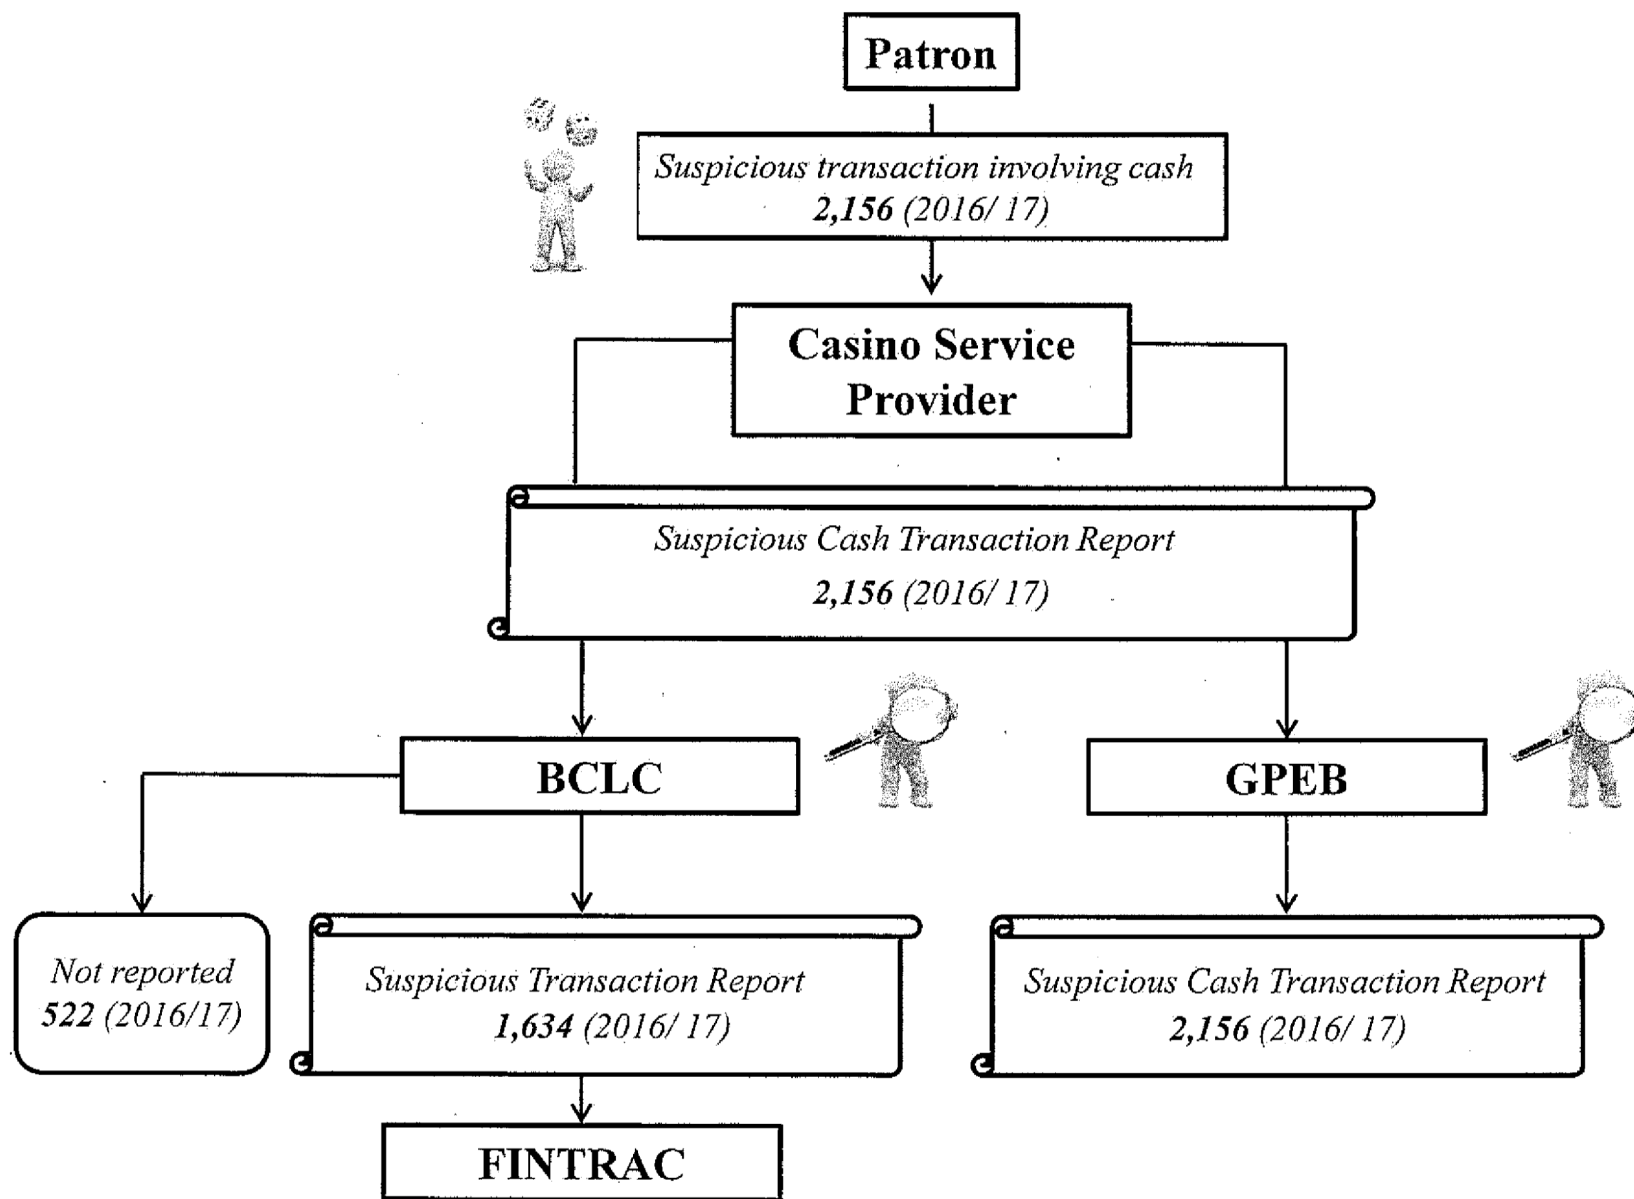 Patron
Suspicious transaction involving cash
2,156 (2016/ 17)
Casino Service
Provider
Suspicious Cash Transaction Report
2,156 (2016/ 17)
BCLC
GPEB
Not reported
522 (2016/17)
Suspicious Transaction Report
1,634 (2016/ 17)
Suspicious Cash Transaction Report
2,156 (2016/ 17)
FINTRAC